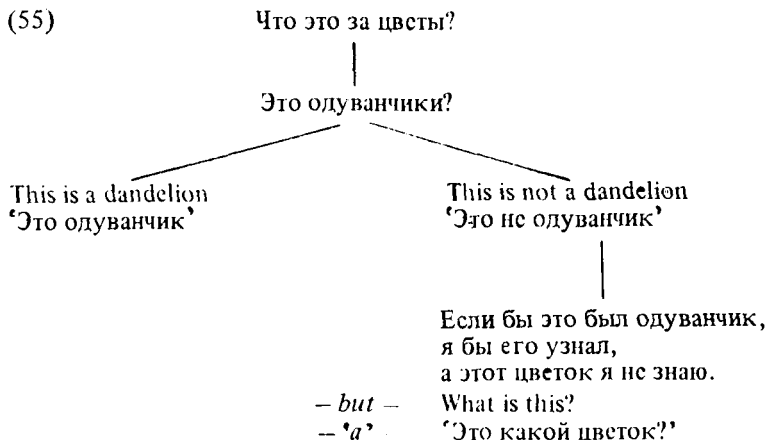 (55)
Что это за цветы?
Это одуванчики?
This is a dandelion
'Это одуванчик'
This is not a dandelion
'Это не одуванчик'
Если бы это был одуванчик,
я бы его узнал,
а этот цветок я не знаю.
– but – What is this?
– 'а' – 'Это какой цветок?'